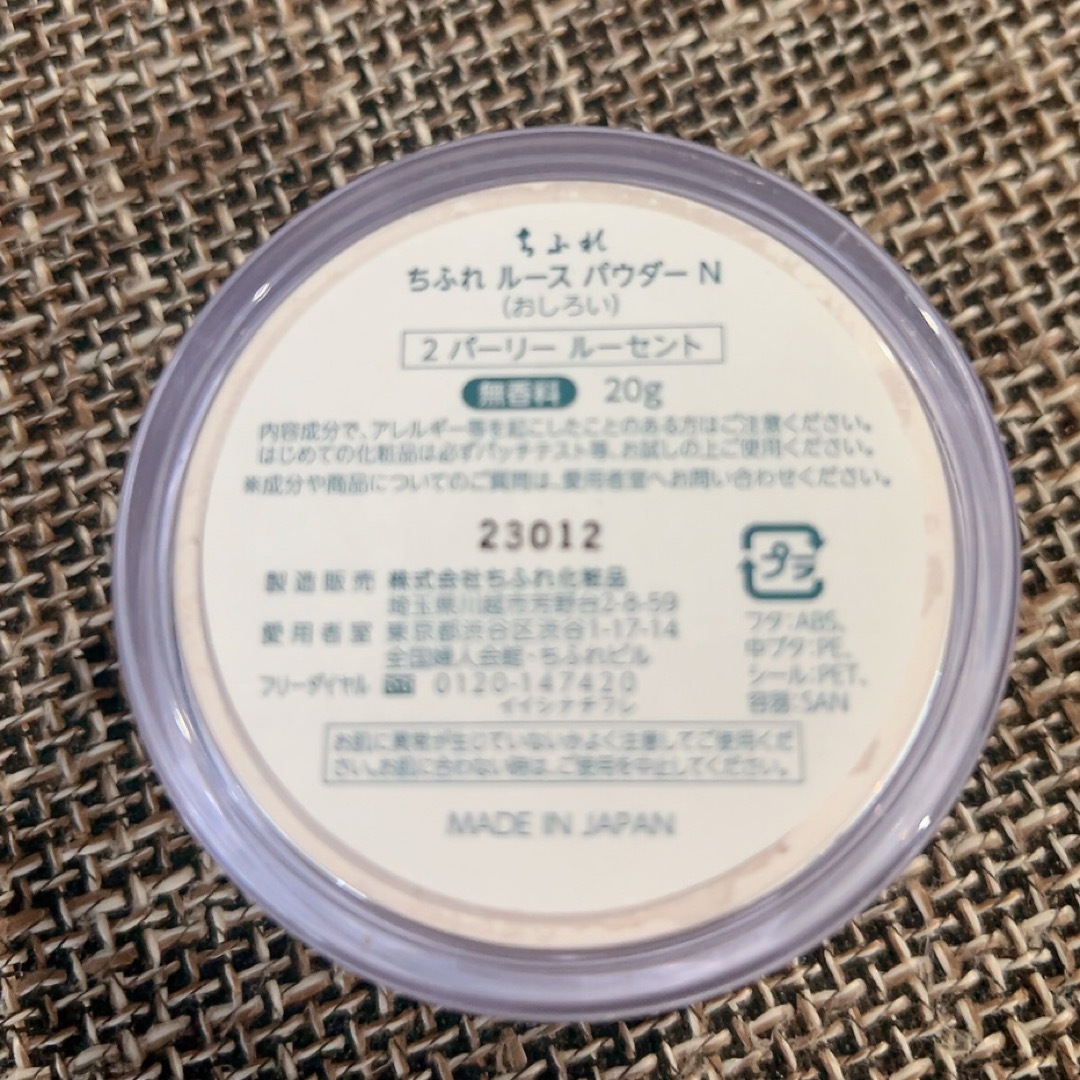 ちふれ
ちふれ ルース パウダー N
（おしろい）
2 パーリー ルーセント
無香料 20g
内容成分で、アレルギー等を起こしたことのある方はご注意ください。
はじめての化粧品は必ずパッチテスト等、お試しの上ご使用ください。
※成分や商品についてのご質問は、愛用者室へお問い合わせください。
23012
製造販売 株式会社ちふれ化粧品
埼玉県川越市芳野台2-8-59
愛用者室 東京都渋谷区渋谷1-17-14
全国婦人会館・ちふれビル
フリーダイヤル 0120-147420
イイシナチフレ
プラ
フタ：ABS、
中ブタ：PE、
シール：PET、
容器：SAN
お肌に異常が生じていないかよく注意してご使用くだ
さい。お肌に合わない時は、ご使用を中止してください。
MADE IN JAPAN